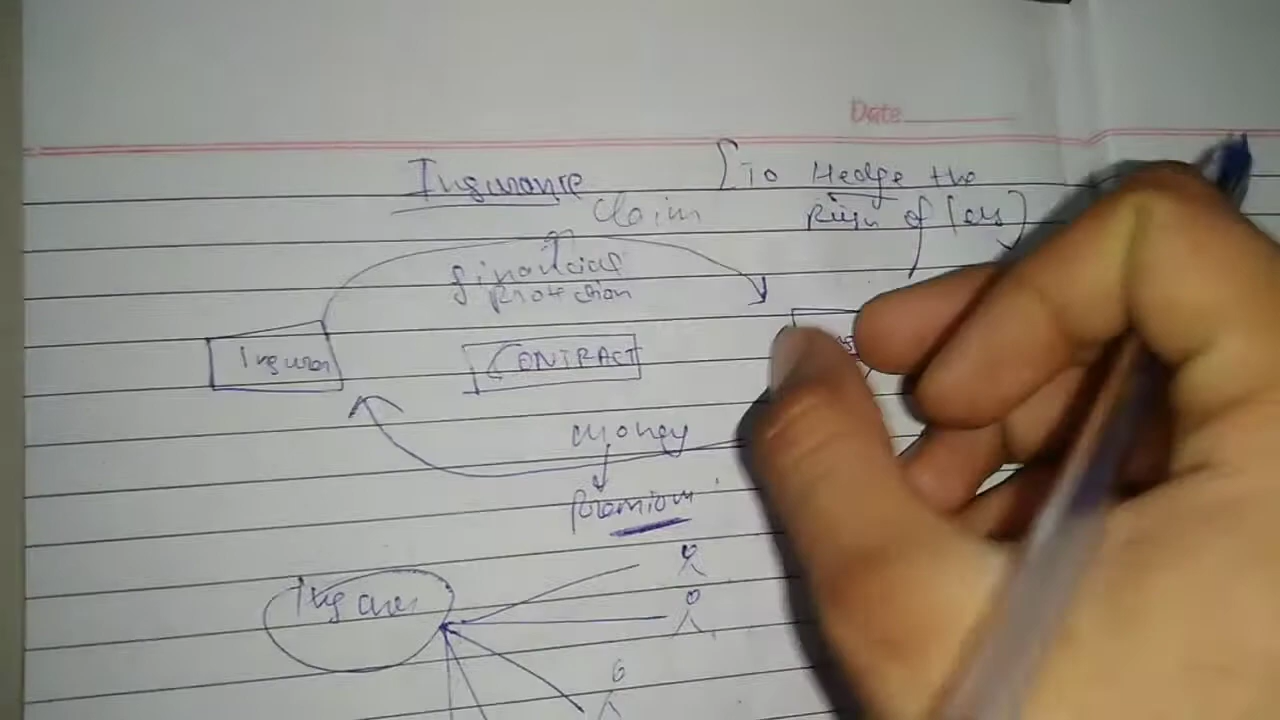 Date
Insurance
To Hedge the
Risk of loss
Claim
financial
protection
Insurer
CONTRACT
money
Premium
Insurer